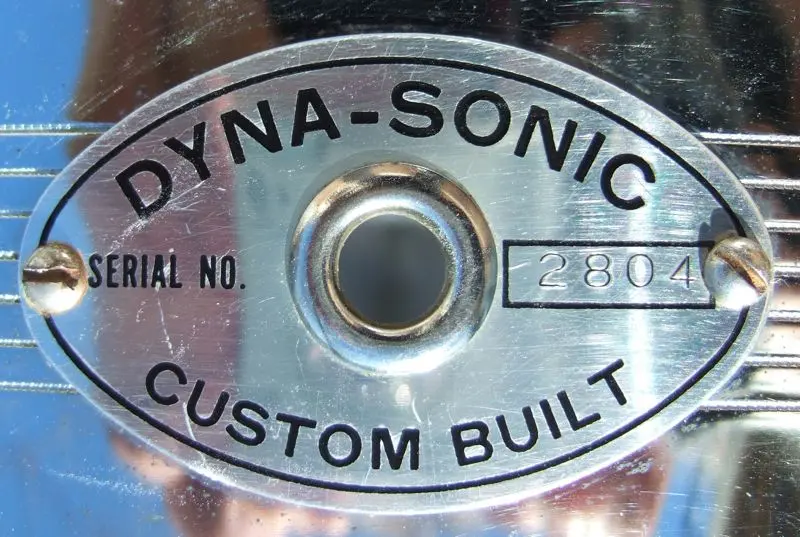 DYNA-SONIC
SERIAL NO. 2804
CUSTOM BUILT